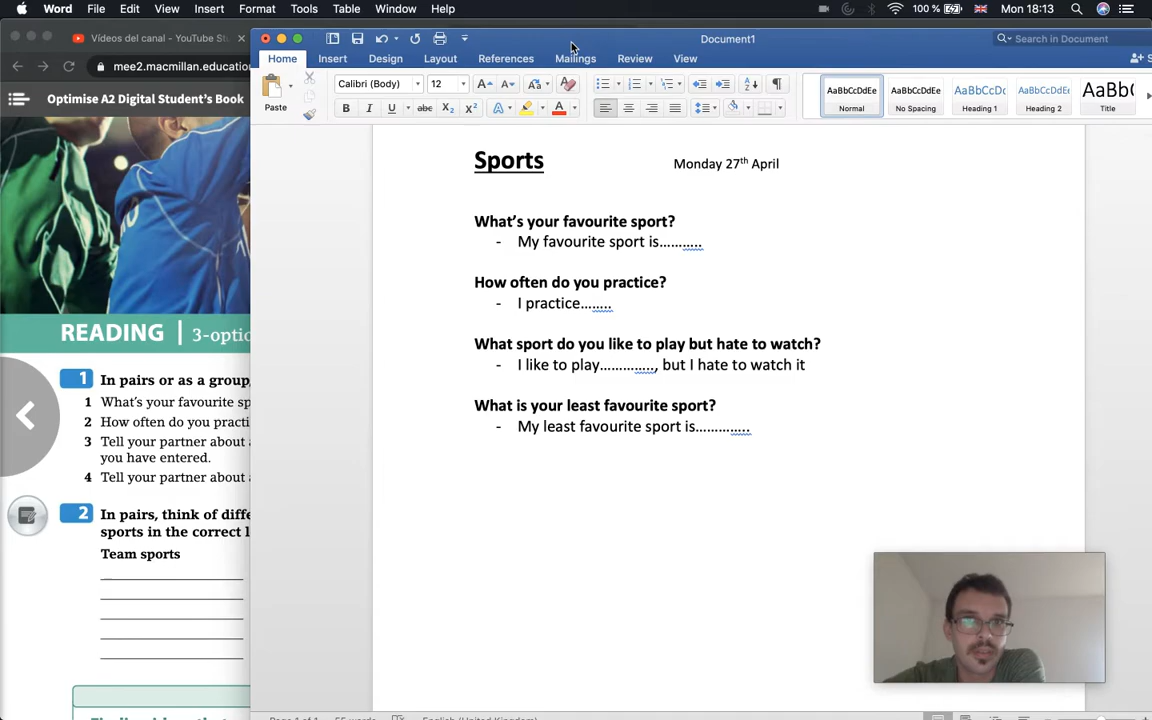 Word File Edit View Insert Format Tools Table Window Help 100 % Mon 18:13
Vídeos del canal - YouTube St
mee2.macmillan.education
Optimise A2 Digital Student's Book
Document1
Search in Document
Home Insert Design Layout References Mailings Review View
Paste
Calibri (Body) 12
AaBbCcDdEe AaBbCcDdEe AaBbCcDc AaBbCcDdEe AaBb(
Normal No Spacing Heading 1 Heading 2 Title
Sports Monday 27th April
What's your favourite sport?
- My favourite sport is………..
How often do you practice?
- I practice……..
What sport do you like to play but hate to watch?
- I like to play………….., but I hate to watch it
What is your least favourite sport?
- My least favourite sport is…………..
READING 3-optio
1 In pairs or as a group,
1 What's your favourite sp
2 How often do you practi
3 Tell your partner about
you have entered.
4 Tell your partner about
2 In pairs, think of diffe
sports in the correct
Team sports
English (United Kingdom)